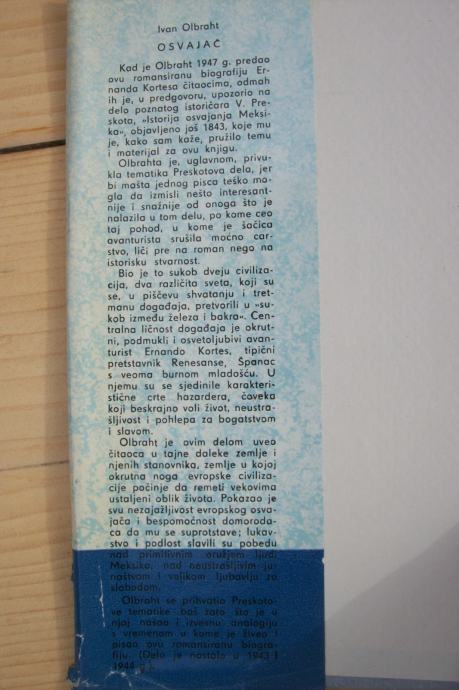 Ivan Olbraht
OSVAJAČ
Kad je Olbraht 1947 g. predao
ovu romansiranu biografiju Er-
nanda Kortesa čitaocima, odmah
ih je, u predgovoru, upozorio na
delo poznatog istoričara V. Pre-
skota, »Istorija osvajanja Meksi-
ka«, objavljeno još 1843, koje mu
je, kako sam kaže, pružilo temu
i materijal za ovu knjigu.
Olbrahta je, uglavnom, privu-
kla tematika Preskotova dela, jer
bi mašta jednog pisca teško mo-
gla da izmisli nešto interesant-
nije i snažnije od onoga što je
nalazila u tom delu, po kome ceo
taj pohod, u kome je šačica
avanturista srušila moćno car-
stvo, liči pre na roman nego na
istorisku stvarnost.
Bio je to sukob dveju civiliza-
cija, dva različita sveta, koji su
se, u piščevu shvatanju i tret-
manu događaja, pretvorili u »su-
kob između železa i bakra«. Cen-
tralna ličnost događaja je okrut-
ni, podmukli i osvetoljubivi avan-
turist Ernando Kortes, tipični
pretstavnik Renesanse, Španac
s veoma burnom mladošću. U
njemu su se sjedinile karakteri-
stične crte hazardera, čoveka
koji beskrajno voli život, neustra-
šljivost i pohlepa za bogatstvom
i slavom.
Olbraht je ovim delom uveo
čitaoca u tajne daleke zemlje i
njenih stanovnika, zemlje u kojoj
okrutna noga evropske civiliza-
cije počinje da remeti vekovima
ustaljeni oblik života. Pokazao je
svu nezajažljivost evropskog osva-
jača i bespomoćnost domoroda-
ca da mu se suprotstave; lukav-
stvo i podlost slavili su pobedu
nad primitivnim oružjem ljudi
Meksika, nad neustrašljivim ju-
naštvom i velikom ljubavlju za
slobodom.
Olbraht se prihvatio Preskoto-
ve tematike baš zato što je u
njoj našao i izvesnu analogiju
s vremenom u kome je živeo i
pisao ovu romansiranu biogra-
fiju. (Delo je nastalo u 1943 i
1944 g.).